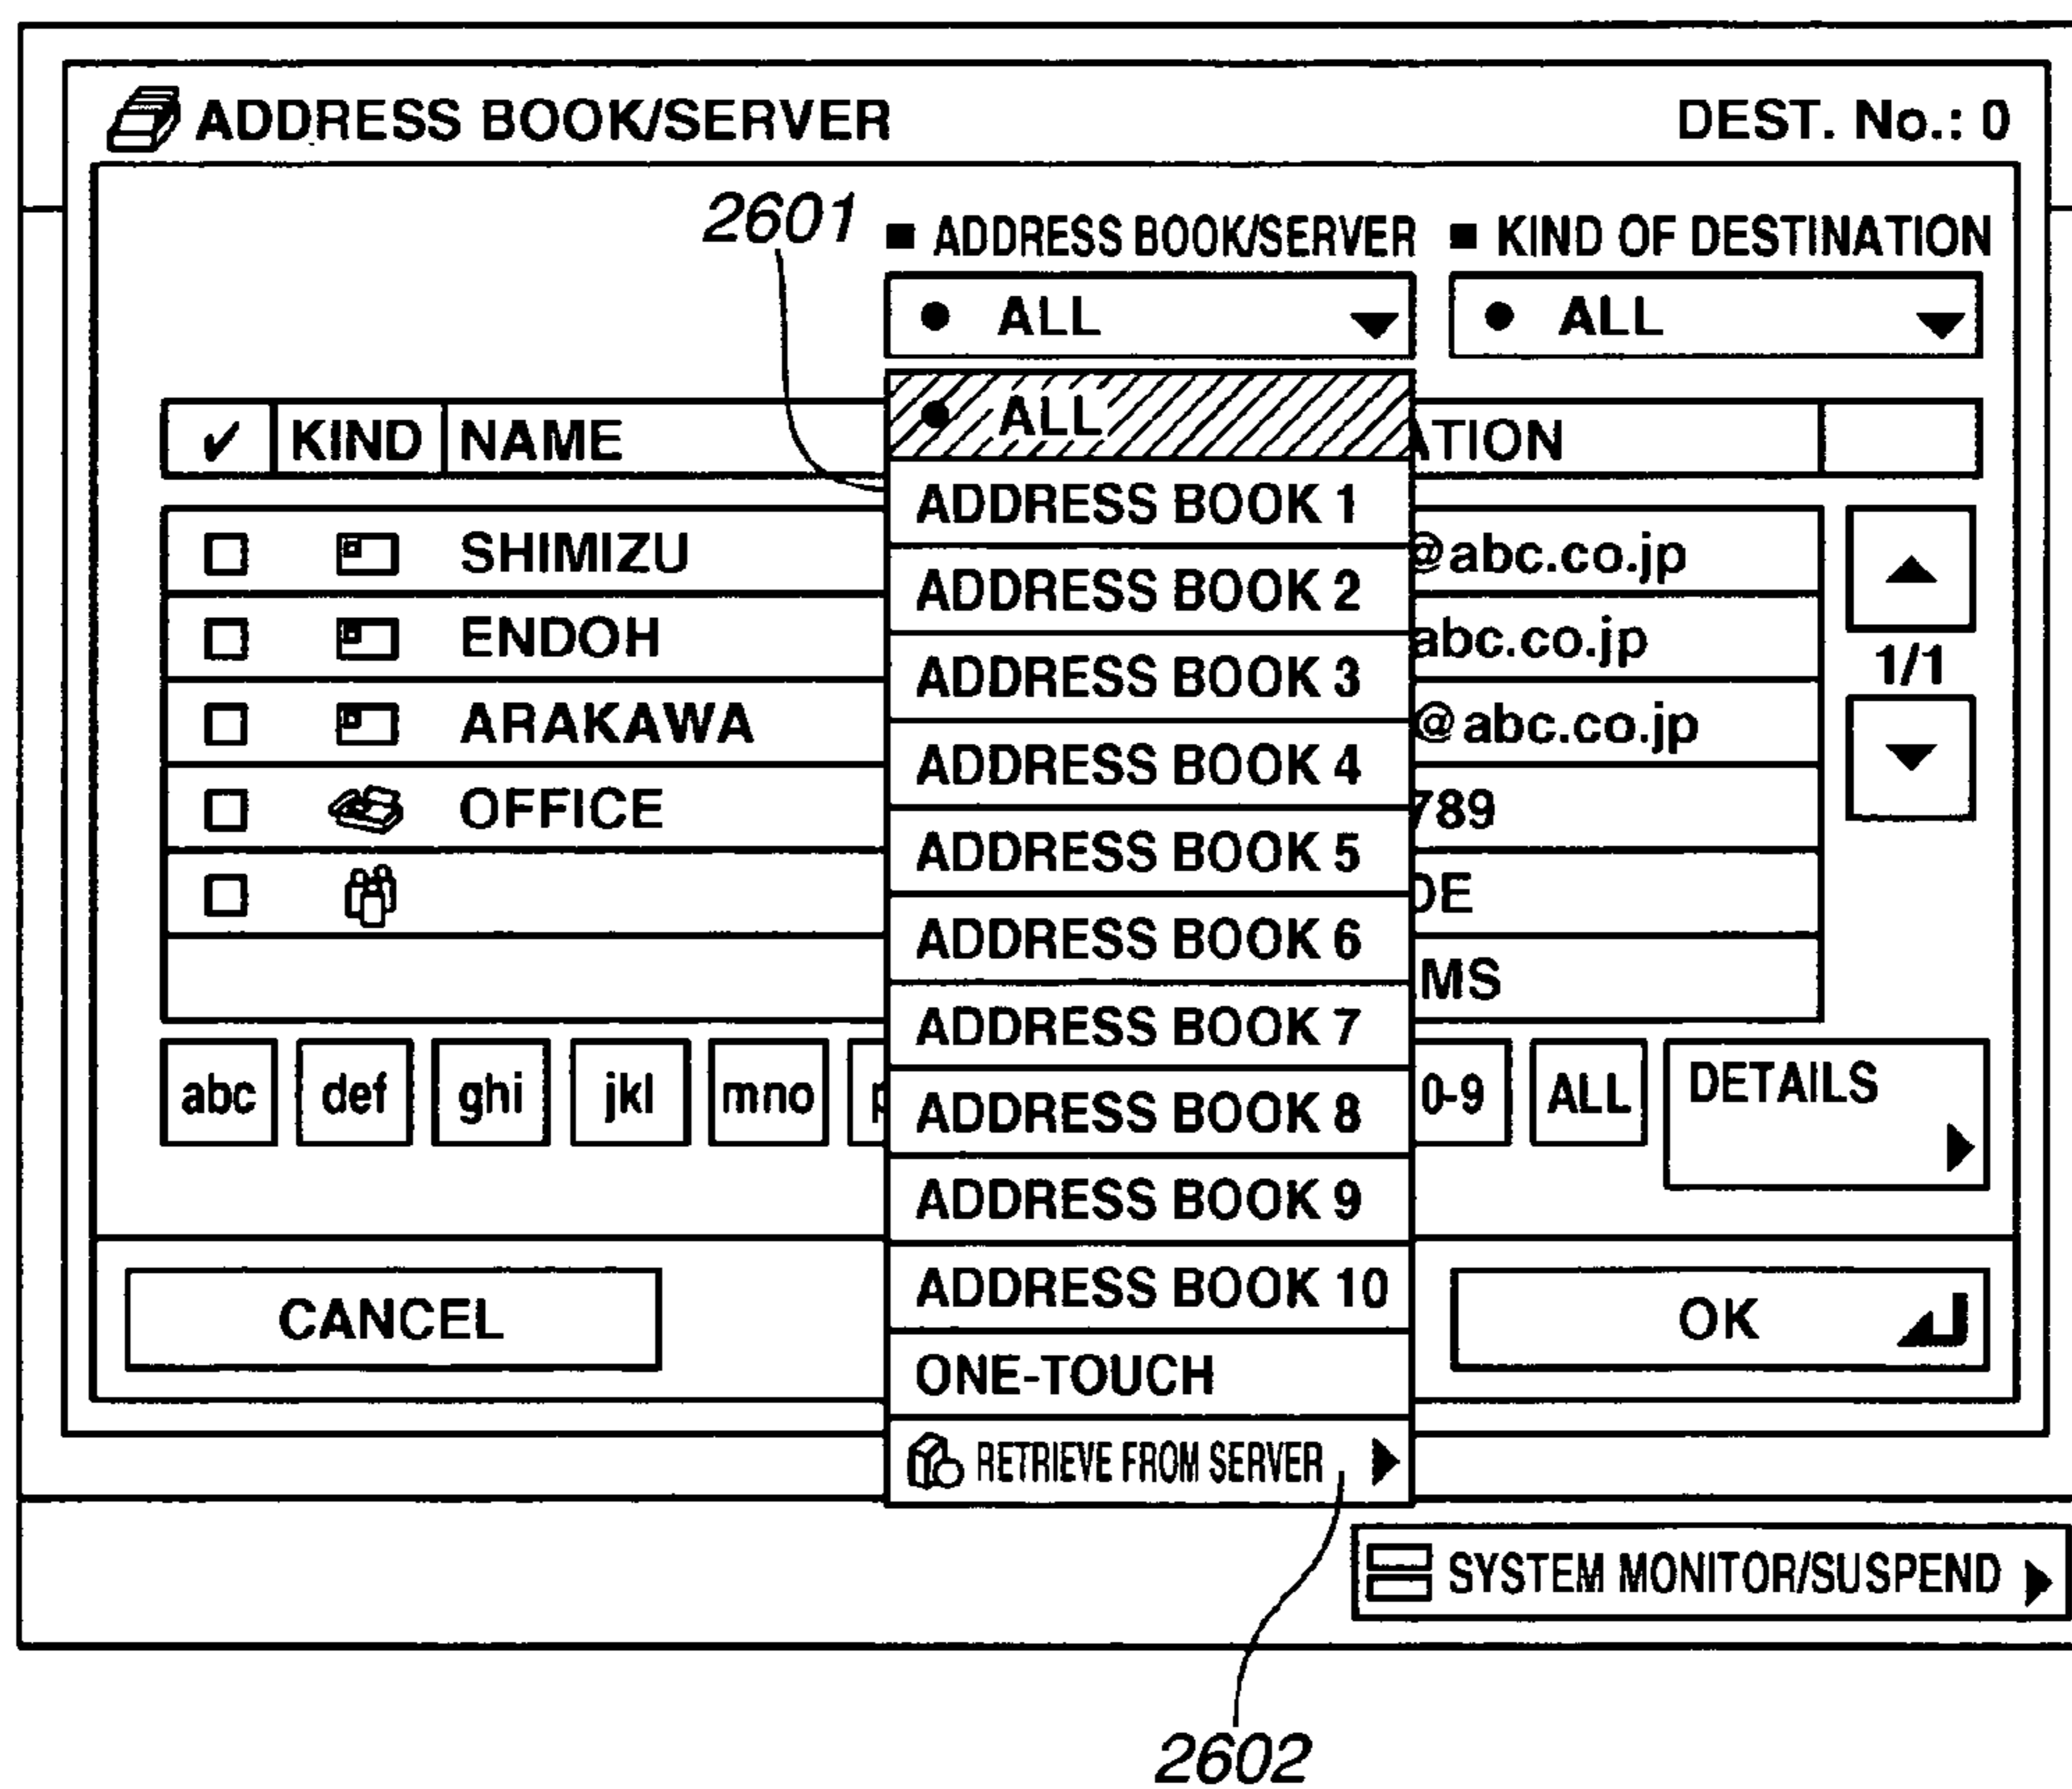 ADDRESS BOOK/SERVER DEST. No.: 0
2601
■ ADDRESS BOOK/SERVER ■ KIND OF DESTINATION
● ALL ● ALL
● ALL
✓ KIND NAME ATION
ADDRESS BOOK 1
SHIMIZU @abc.co.jp
ADDRESS BOOK 2
ENDOH abc.co.jp
1/1
ADDRESS BOOK 3
ARAKAWA @abc.co.jp
ADDRESS BOOK 4
OFFICE 789
ADDRESS BOOK 5
DE
ADDRESS BOOK 6
MS
ADDRESS BOOK 7
abc def ghi jkl mno p 0-9 ALL DETAILS
ADDRESS BOOK 8
ADDRESS BOOK 9
ADDRESS BOOK 10
CANCEL OK
ONE-TOUCH
RETRIEVE FROM SERVER
SYSTEM MONITOR/SUSPEND
2602